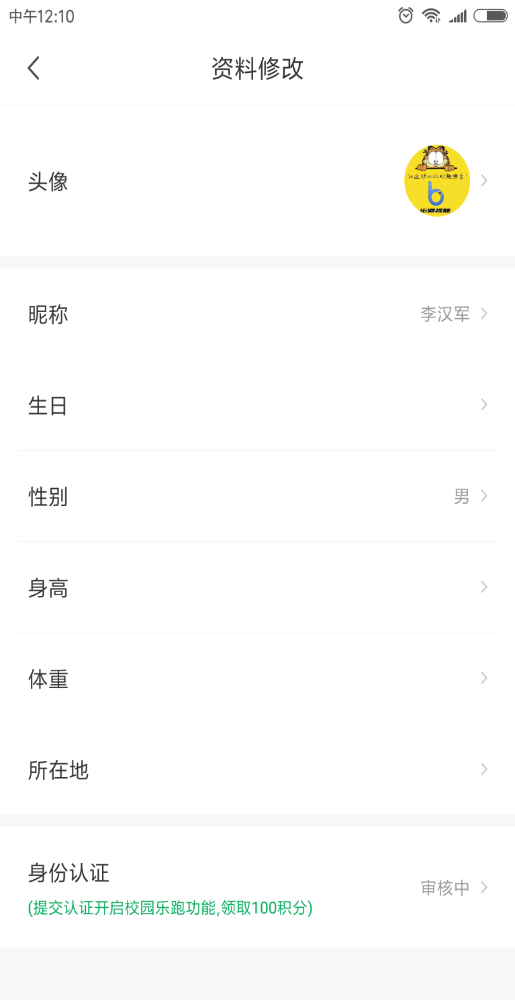 中午12:10
资料修改
头像
昵称
李汉军
生日
性别
男
身高
体重
所在地
身份认证
审核中
(提交认证开启校园乐跑功能,领取100积分)